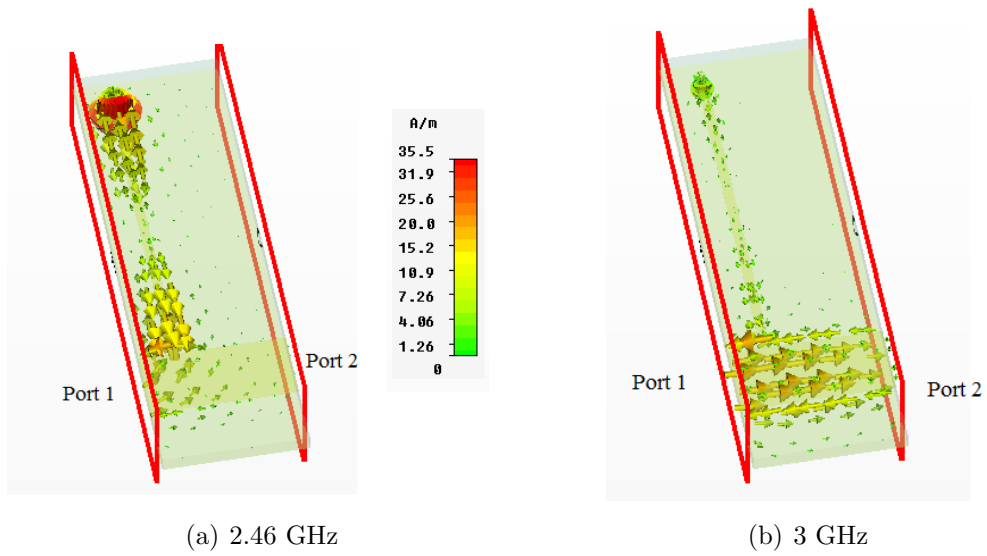 A/m
35.5
31.9
25.6
20.0
15.2
10.9
7.26
4.06
1.26
0
Port 1
Port 2
Port 1
Port 2
(a) 2.46 GHz
(b) 3 GHz